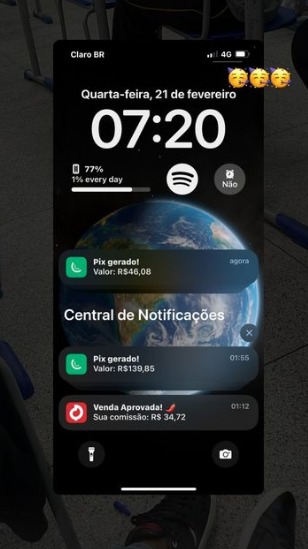 Claro BR
4G
Quarta-feira, 21 de fevereiro
07:20
77%
1% every day
Não
Pix gerado!
agora
Valor: R$46,08
Central de Notificações
Pix gerado!
01:55
Valor: R$139,85
Venda Aprovada!
01:12
Sua comissão: R$ 34,72